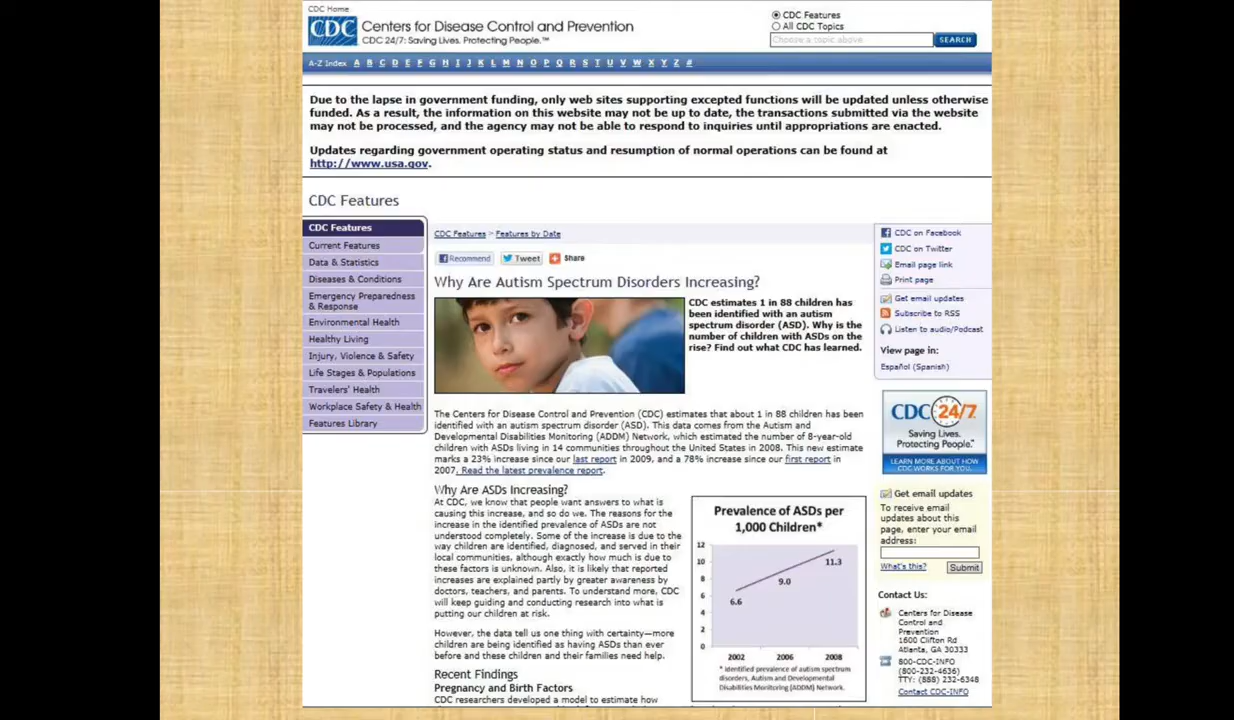 CDC Home
CDC Centers for Disease Control and Prevention
CDC 24/7: Saving Lives. Protecting People.™
CDC Features
All CDC Topics
Choose a topic above
SEARCH
A-Z Index A B C D E F G H I J K L M N O P Q R S T U V W X Y Z #
Due to the lapse in government funding, only web sites supporting excepted functions will be updated unless otherwise
funded. As a result, the information on this website may not be up to date, the transactions submitted via the website
may not be processed, and the agency may not be able to respond to inquiries until appropriations are enacted.
Updates regarding government operating status and resumption of normal operations can be found at
http://www.usa.gov.
CDC Features
CDC Features
Current Features
Data & Statistics
Diseases & Conditions
Emergency Preparedness
& Response
Environmental Health
Healthy Living
Injury, Violence & Safety
Life Stages & Populations
Travelers' Health
Workplace Safety & Health
Features Library
CDC Features > Features by Date
Recommend Tweet Share
Why Are Autism Spectrum Disorders Increasing?
CDC estimates 1 in 88 children has
been identified with an autism
spectrum disorder (ASD). Why is the
number of children with ASDs on the
rise? Find out what CDC has learned.
The Centers for Disease Control and Prevention (CDC) estimates that about 1 in 88 children has been
identified with an autism spectrum disorder (ASD). This data comes from the Autism and
Developmental Disabilities Monitoring (ADDM) Network, which estimated the number of 8-year-old
children with ASDs living in 14 communities throughout the United States in 2008. This new estimate
marks a 23% increase since our last report in 2009, and a 78% increase since our first report in
2007. Read the latest prevalence report.
Why Are ASDs Increasing?
At CDC, we know that people want answers to what is
causing this increase, and so do we. The reasons for the
increase in the identified prevalence of ASDs are not
understood completely. Some of the increase is due to the
way children are identified, diagnosed, and served in their
local communities, although exactly how much is due to
these factors is unknown. Also, it is likely that reported
increases are explained partly by greater awareness by
doctors, teachers, and parents. To understand more, CDC
will keep guiding and conducting research into what is
putting our children at risk.
However, the data tell us one thing with certainty—more
children are being identified as having ASDs than ever
before and these children and their families need help.
Recent Findings
Pregnancy and Birth Factors
CDC researchers developed a model to estimate how
Prevalence of ASDs per
1,000 Children*
12
10
8
6
4
2
0
6.6
9.0
11.3
2002 2006 2008
* Identified prevalence of autism spectrum
disorders, Autism and Developmental
Disabilities Monitoring (ADDM) Network.
CDC on Facebook
CDC on Twitter
Email page link
Print page
Get email updates
Subscribe to RSS
Listen to audio/Podcast
View page in:
Español (Spanish)
CDC 24/7
Saving Lives.
Protecting People.™
LEARN MORE ABOUT HOW
CDC WORKS FOR YOU.
Get email updates
To receive email
updates about this
page, enter your email
address:
What's this? Submit
Contact Us:
Centers for Disease
Control and
Prevention
1600 Clifton Rd
Atlanta, GA 30333
800-CDC-INFO
(800-232-4636)
TTY: (888) 232-6348
Contact CDC-INFO